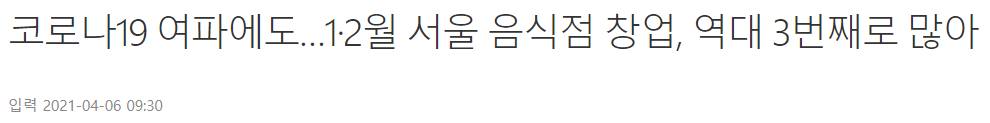 코로나19 여파에도…1·2월 서울 음식점 창업, 역대 3번째로 많아
입력 2021-04-06 09:30